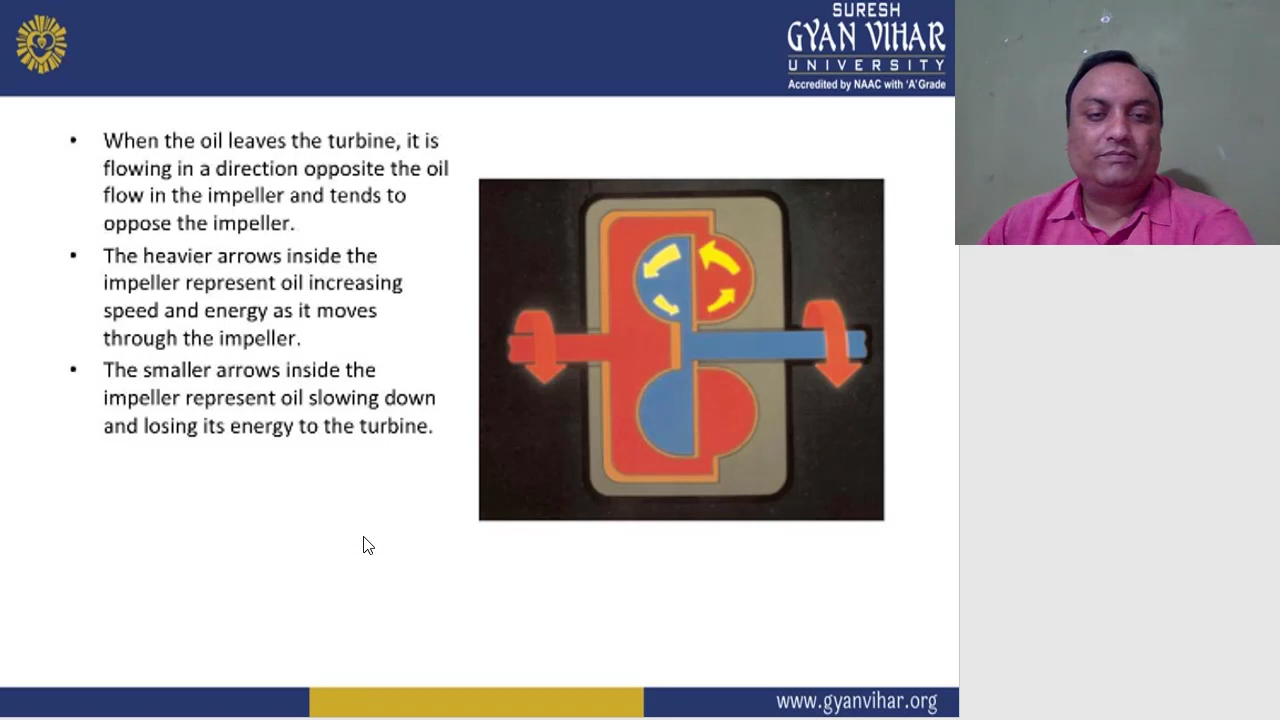 SURESH
GYAN VIHAR
UNIVERSITY
Accredited by NAAC with 'A' Grade
• When the oil leaves the turbine, it is
flowing in a direction opposite the oil
flow in the impeller and tends to
oppose the impeller.
• The heavier arrows inside the
impeller represent oil increasing
speed and energy as it moves
through the impeller.
• The smaller arrows inside the
impeller represent oil slowing down
and losing its energy to the turbine.
www.gyanvihar.org